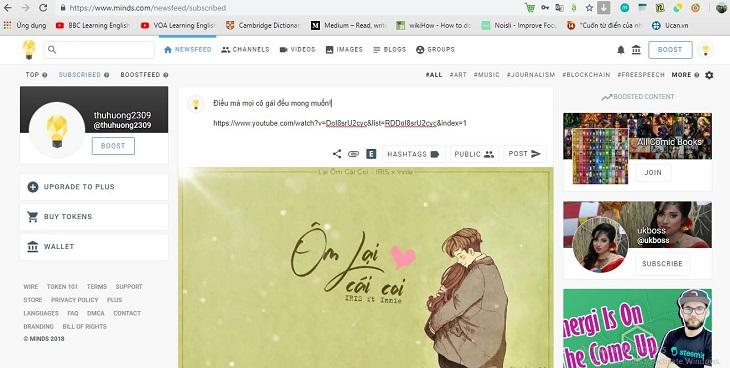 https://www.minds.com/newsfeed/subscribed
Ứng dụng BBC Learning English VOA Learning English Cambridge Dictionary Medium – Read, writ wikiHow - How to do Noisli - Improve Focu "Cuốn từ điển của nh Ucan.vn
NEWSFEED CHANNELS VIDEOS IMAGES BLOGS GROUPS BOOST
TOP SUBSCRIBED BOOSTFEED #ALL #ART #MUSIC #JOURNALISM #BLOCKCHAIN #FREESPEECH MORE
thuhuong2309
@thuhuong2309
BOOST
UPGRADE TO PLUS
BUY TOKENS
WALLET
WIRE TOKEN 101 TERMS SUPPORT
STORE PRIVACY POLICY PLUS
LANGUAGES FAQ DMCA CONTACT
BRANDING BILL OF RIGHTS
© MINDS 2018
Điều mà mọi cô gái đều mong muốn!
https://www.youtube.com/watch?v=DoI8srU2cyc&list=RDDoI8srU2cyc&index=1
HASHTAGS PUBLIC POST
Lại Ôm Cái Coi - IRIS x Innie
Ôm Lại
cái coi
IRIS ft Innie
BOOSTED CONTENT
All Comic Books
JOIN
ukboss
@ukboss
SUBSCRIBE
nergi Is On
The Come Up
steemit